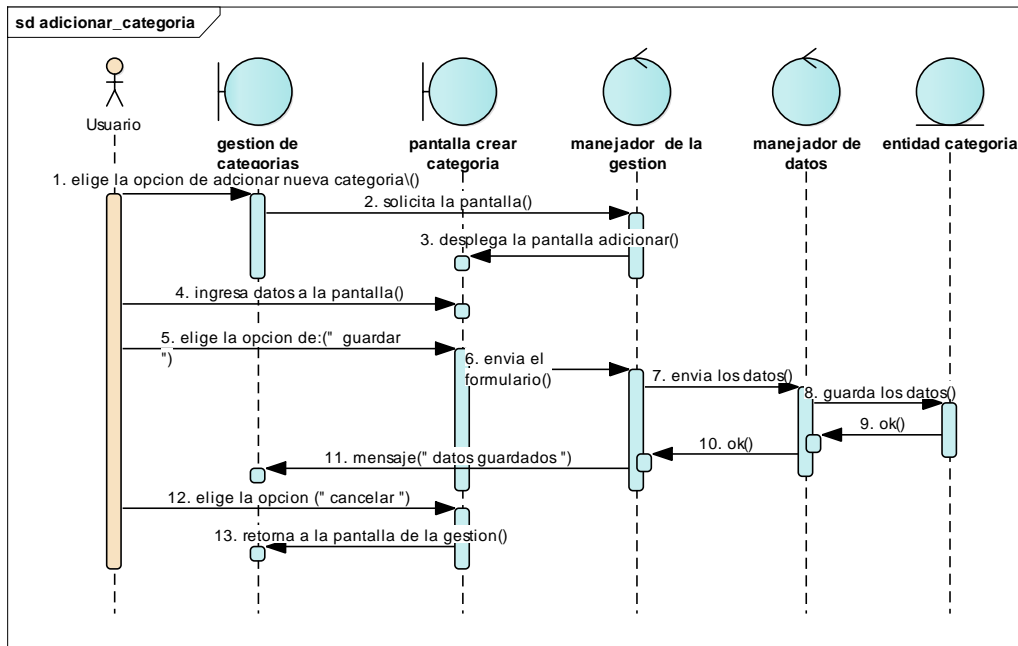 sd adicionar_categoria
Usuario
gestion de
categorias
pantalla crear
categoria
manejador de la
gestion
manejador de
datos
entidad categoria
1. elige la opcion de adcionar nueva categoria\()
2. solicita la pantalla()
3. desplega la pantalla adicionar()
4. ingresa datos a la pantalla()
5. elige la opcion de:(" guardar
")
6. envia el
formulario()
7. envia los datos()
8. guarda los datos()
9. ok()
10. ok()
11. mensaje(" datos guardados ")
12. elige la opcion (" cancelar ")
13. retorna a la pantalla de la gestion()